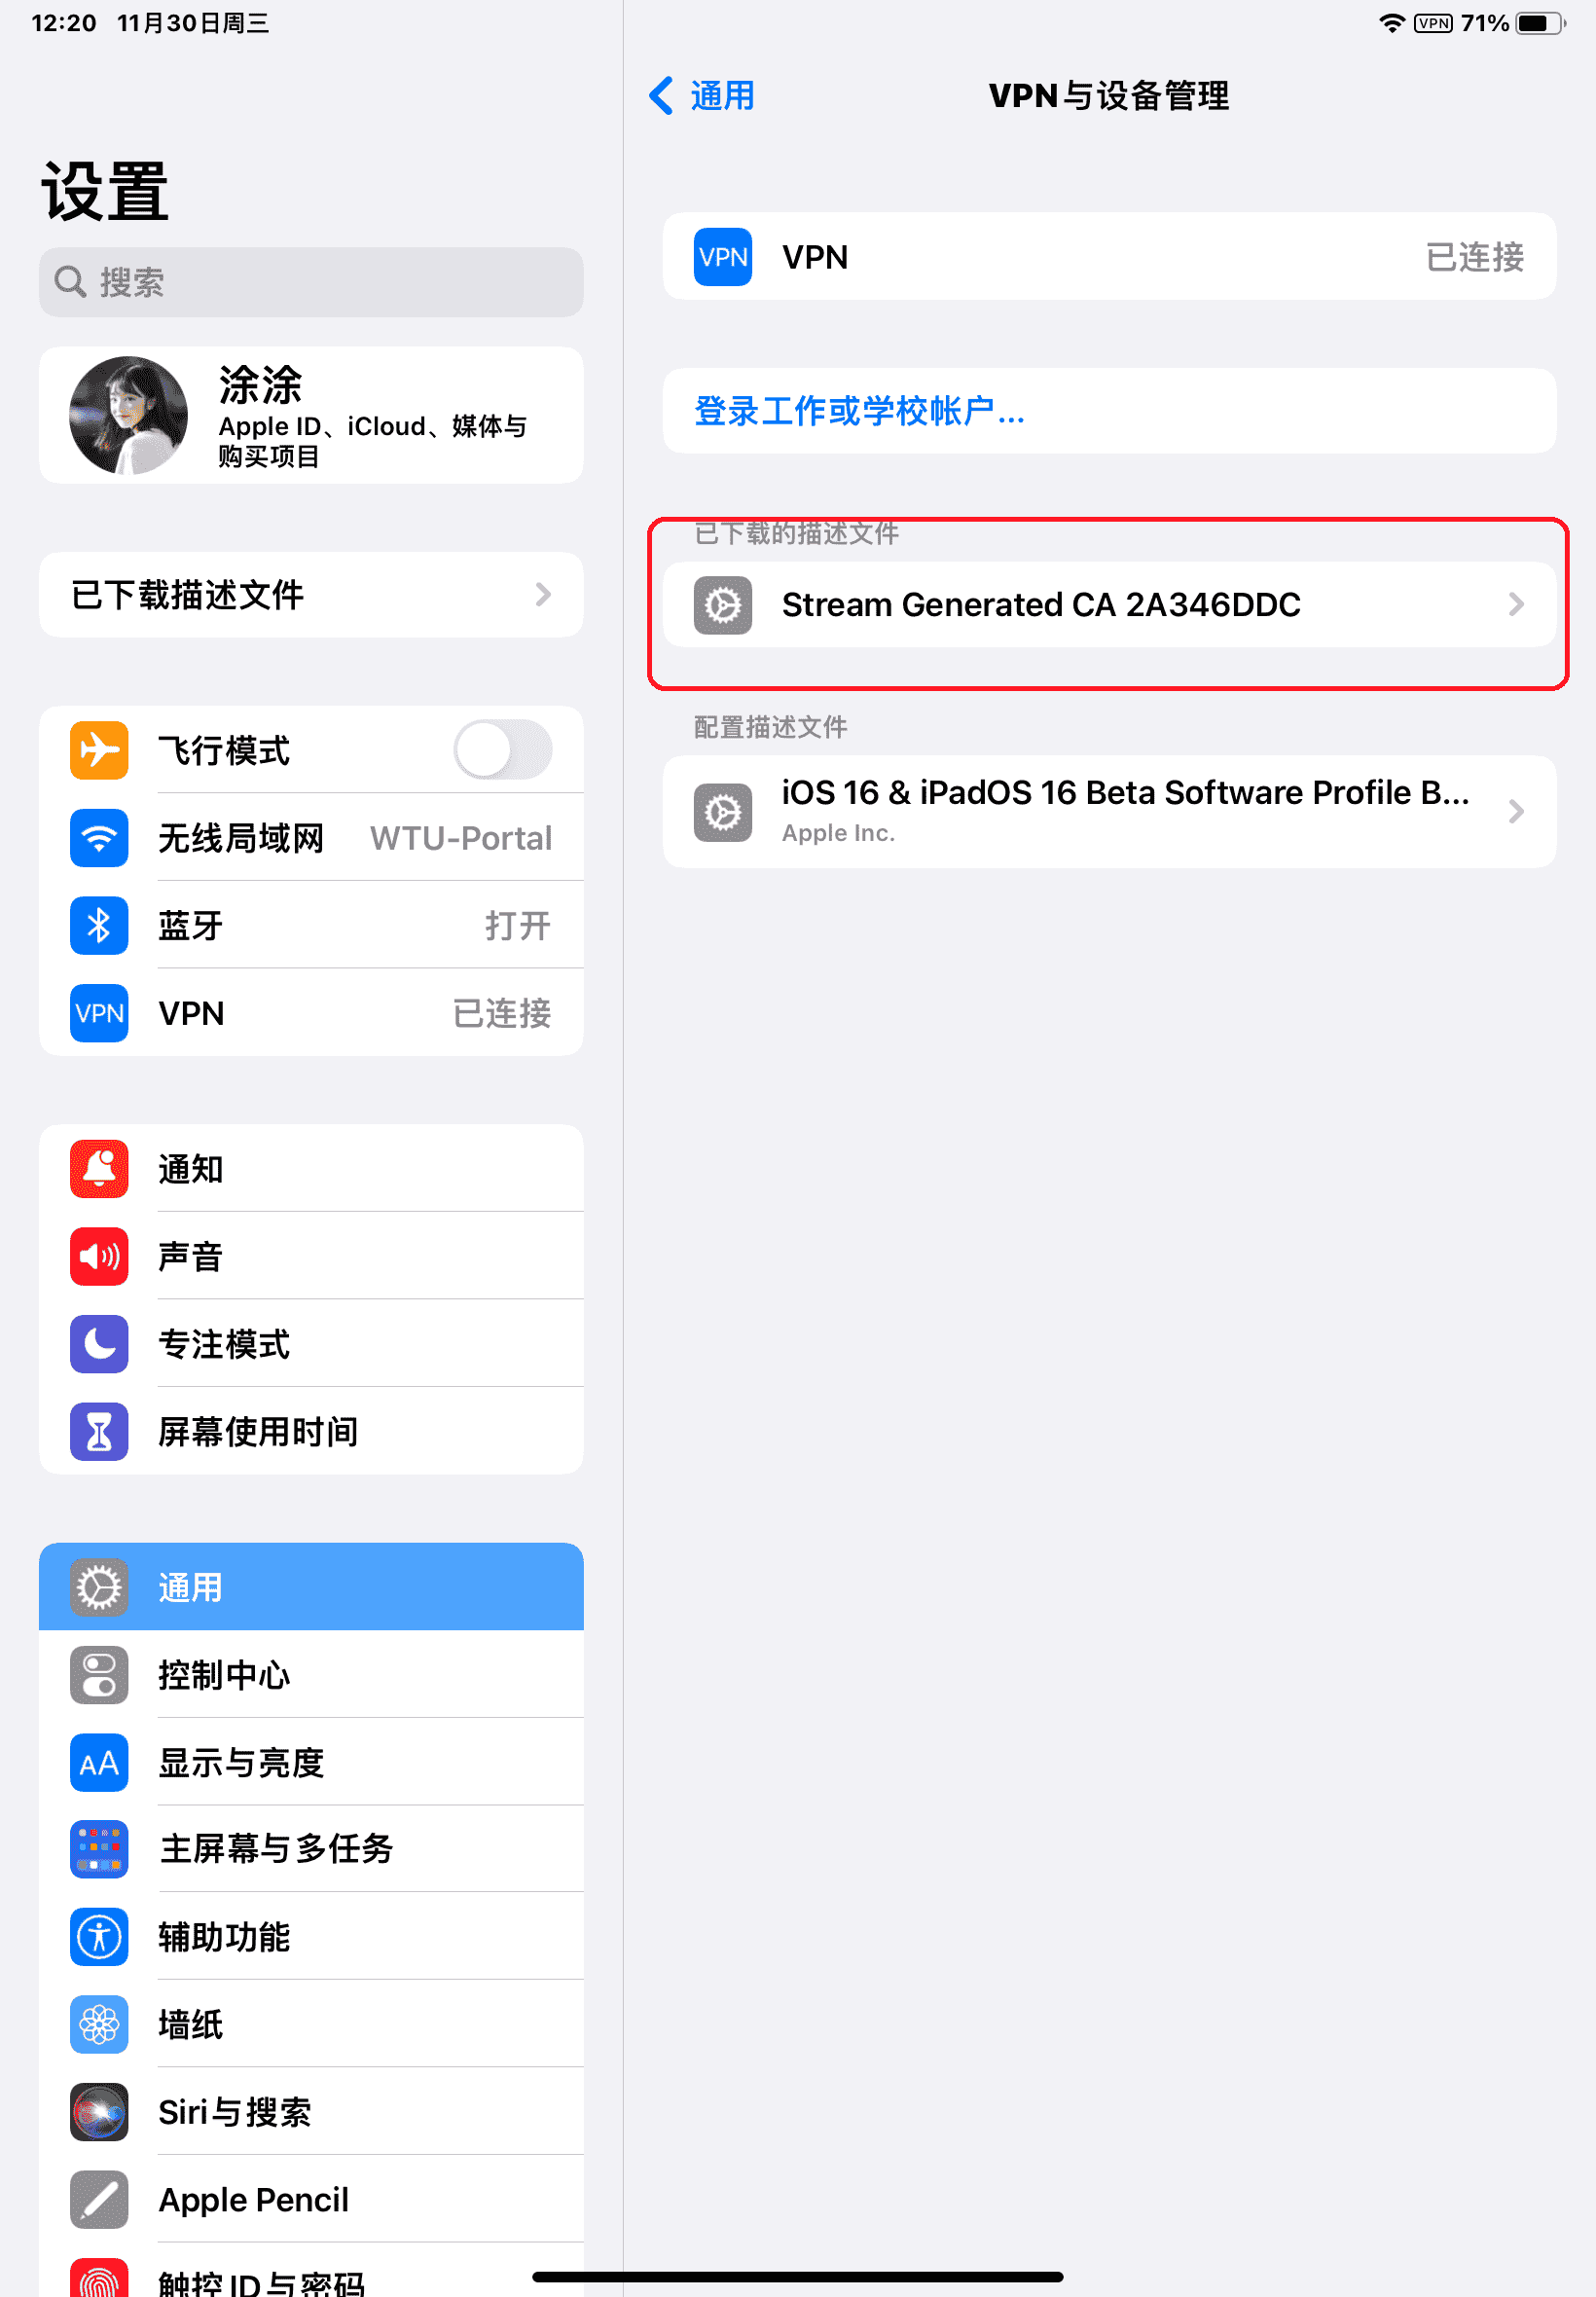 12:20 11月30日周三
VPN 71%
设置
搜索
涂涂
Apple ID、iCloud、媒体与
购买项目
已下载描述文件
飞行模式
无线局域网 WTU-Portal
蓝牙 打开
VPN VPN 已连接
通知
声音
专注模式
屏幕使用时间
通用
控制中心
AA 显示与亮度
主屏幕与多任务
辅助功能
墙纸
Siri与搜索
Apple Pencil
触控 ID 与密码
通用 VPN与设备管理
VPN VPN 已连接
登录工作或学校帐户...
已下载的描述文件
Stream Generated CA 2A346DDC
配置描述文件
iOS 16 & iPadOS 16 Beta Software Profile B...
Apple Inc.